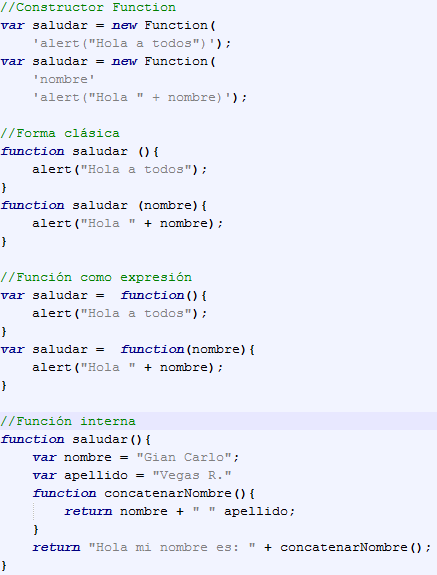 //Constructor Function
var saludar = new Function(
    'alert("Hola a todos")');
var saludar = new Function(
    'nombre'
    'alert("Hola " + nombre)');

//Forma clásica
function saludar (){
    alert("Hola a todos");
}
function saludar (nombre){
    alert("Hola " + nombre);
}

//Función como expresión
var saludar =  function(){
    alert("Hola a todos");
}
var saludar =  function(nombre){
    alert("Hola " + nombre);
}

//Función interna
function saludar(){
    var nombre = "Gian Carlo";
    var apellido = "Vegas R."
    function concatenarNombre(){
        return nombre + " " apellido;
    }
    return "Hola mi nombre es: " + concatenarNombre();
}